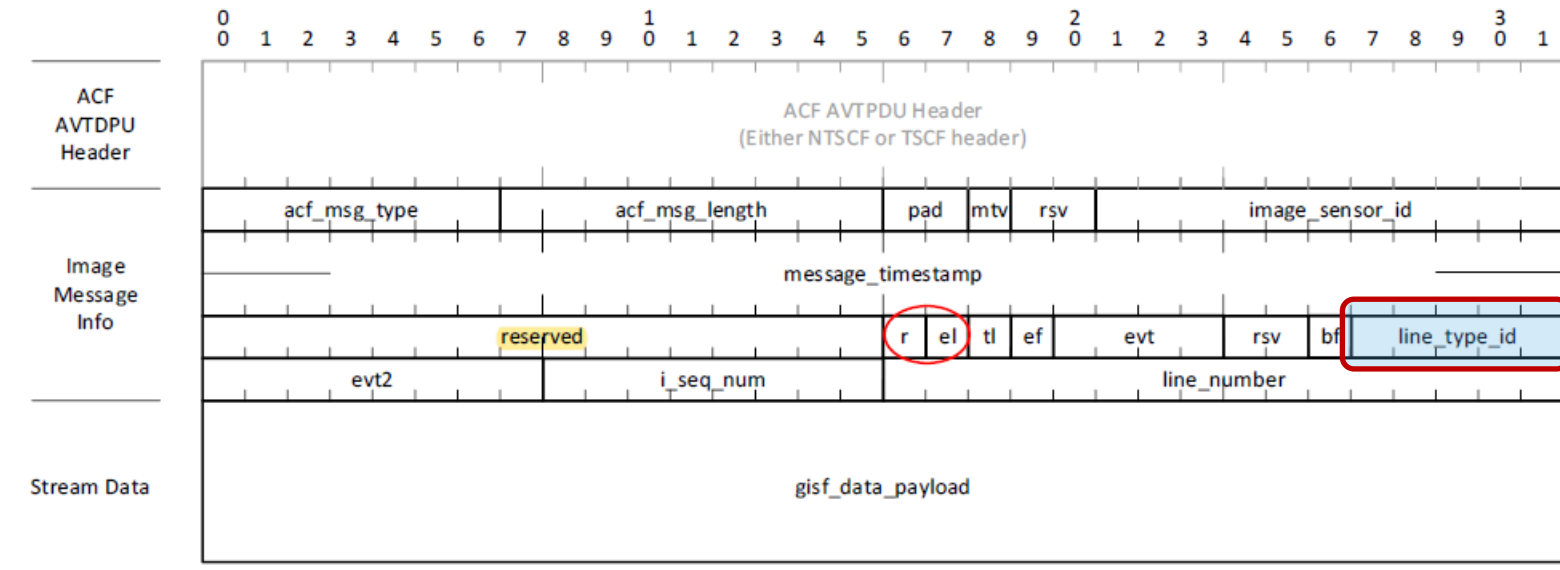 0 1 2 3
0 1 2 3 4 5 6 7 8 9 0 1 2 3 4 5 6 7 8 9 0 1 2 3 4 5 6 7 8 9 0 1
ACF
AVTDPU
Header
ACF AVTPDU Header
(Either NTSCF or TSCF header)
Image
Message
Info
acf_msg_type acf_msg_length pad mtv rsv image_sensor_id
message_timestamp
reserved r el tl ef evt rsv bf line_type_id
evt2 i_seq_num line_number
Stream Data
gisf_data_payload